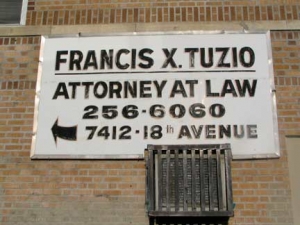 FRANCIS X. TUZIO
ATTORNEY AT LAW
256-6060
7412-18th AVENUE